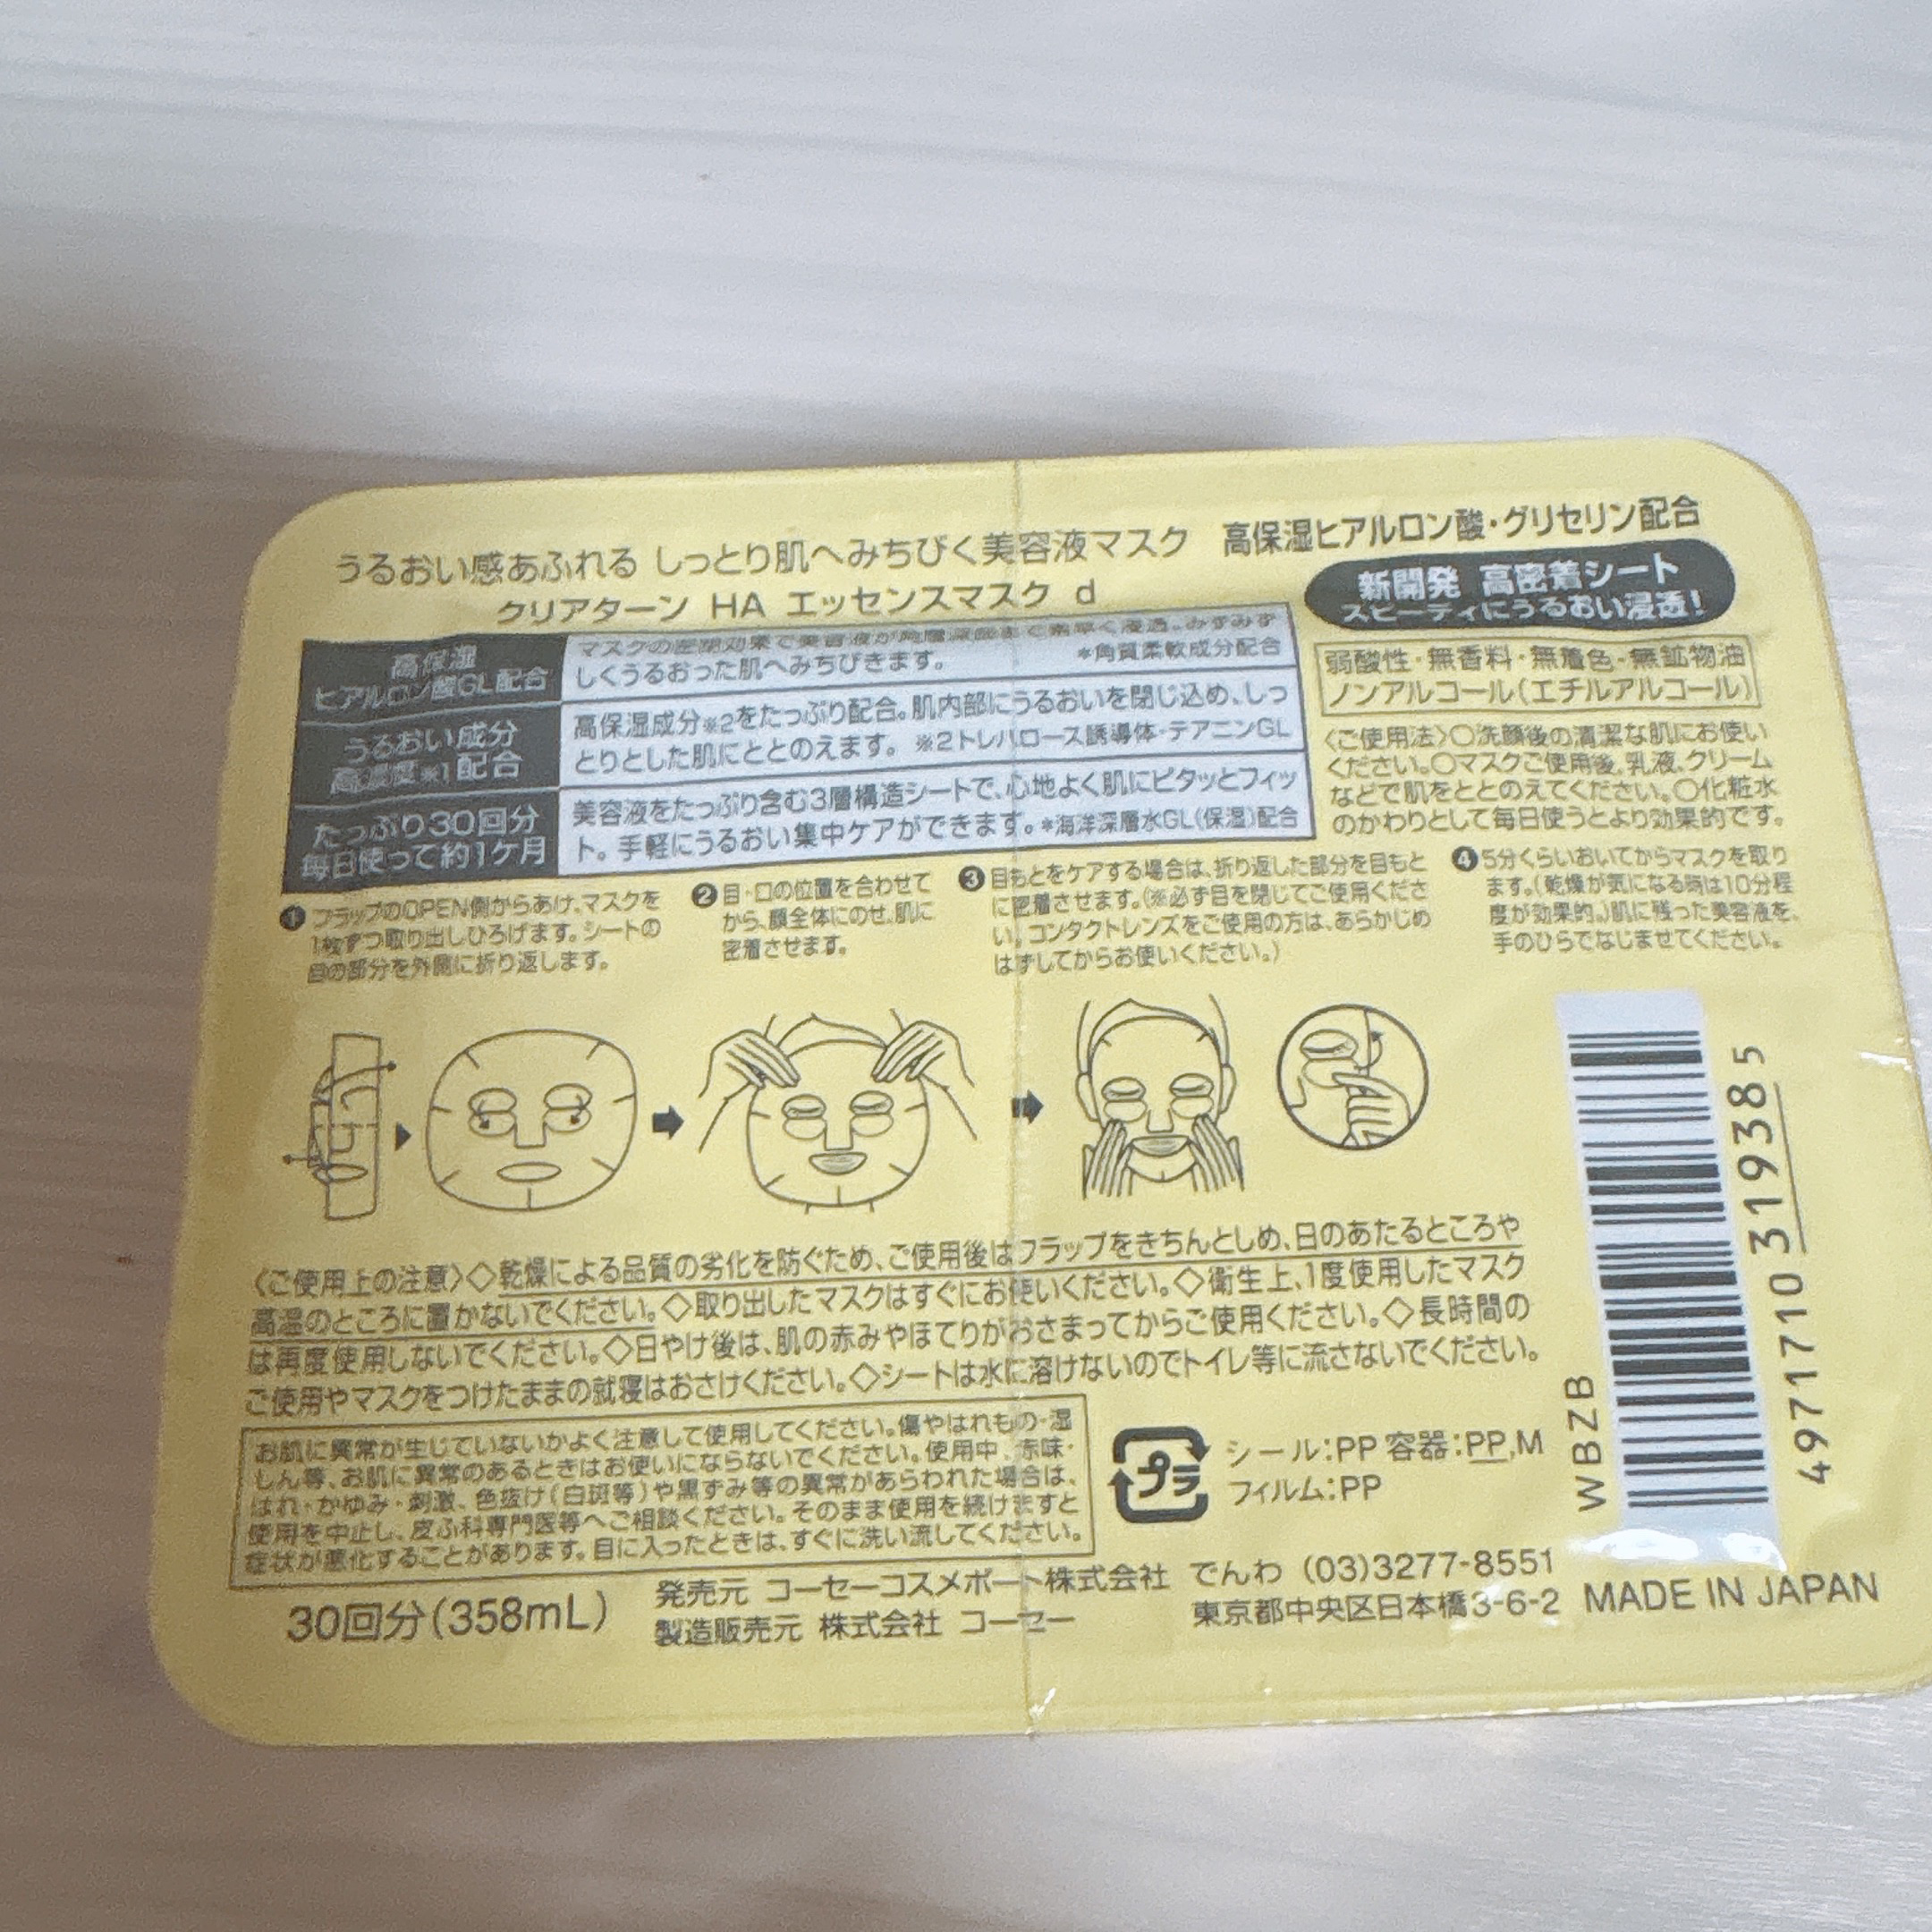 うるおい感あふれる しっとり肌へみちびく美容液マスク 高保湿ヒアルロン酸・グリセリン配合
クリアターン HA エッセンスマスク d
新開発 高密着シート
スピーディにうるおい浸透!
高保湿
ヒアルロン酸GL配合
マスクの密閉効果で美容液が角層深部まで素早く浸透。みずみず
しくうるおった肌へみちびきます。 *角質柔軟成分配合
うるおい成分
高濃度※1配合
高保湿成分※2をたっぷり配合。肌内部にうるおいを閉じ込め、しっ
とりとした肌にととのえます。 ※2トレハロース誘導体・テアニンGL
たっぷり30回分
毎日使って約1ケ月
美容液をたっぷり含む3層構造シートで、心地よく肌にピタッとフィッ
ト。手軽にうるおい集中ケアができます。*海洋深層水GL(保湿)配合
弱酸性・無香料・無着色・無鉱物油
ノンアルコール(エチルアルコール)
〈ご使用法〉〇洗顔後の清潔な肌にお使い
ください。〇マスクご使用後、乳液、クリーム
などで肌をととのえてください。〇化粧水
のかわりとして毎日使うとより効果的です。
❶フラップのOPEN側からあけ、マスクを
1枚ずつ取り出しひろげます。シートの
目の部分を外側に折り返します。
❷目・口の位置を合わせて
から、顔全体にのせ、肌に
密着させます。
❸目もとをケアする場合は、折り返した部分を目もと
に密着させます。(※必ず目を閉じてご使用くださ
い。コンタクトレンズをご使用の方は、あらかじめ
はずしてからお使いください。)
❹5分くらいおいてからマスクを取り
ます。(乾燥が気になる時は10分程
度が効果的。)肌に残った美容液を、
手のひらでなじませてください。
〈ご使用上の注意〉◇乾燥による品質の劣化を防ぐため、ご使用後はフラップをきちんとしめ、日のあたるところや
高温のところに置かないでください。◇取り出したマスクはすぐにお使いください。◇衛生上、1度使用したマスク
は再度使用しないでください。◇日やけ後は、肌の赤みやほてりがおさまってからご使用ください。◇長時間の
ご使用やマスクをつけたままの就寝はおさけください。◇シートは水に溶けないのでトイレ等に流さないでください。
お肌に異常が生じていないかよく注意して使用してください。傷やはれもの・湿
しん等、お肌に異常のあるときはお使いにならないでください。使用中、赤味・
はれ・かゆみ・刺激、色抜け(白斑等)や黒ずみ等の異常があらわれた場合は、
使用を中止し、皮ふ科専門医等へご相談ください。そのまま使用を続けますと
症状が悪化することがあります。目に入ったときは、すぐに洗い流してください。
プラ
シール:PP 容器:PP,M
フィルム:PP
WBZB
4971710 319385
30回分(358mL)
発売元 コーセーコスメポート株式会社 でんわ (03)3277-8551
製造販売元 株式会社 コーセー 東京都中央区日本橋3-6-2 MADE IN JAPAN